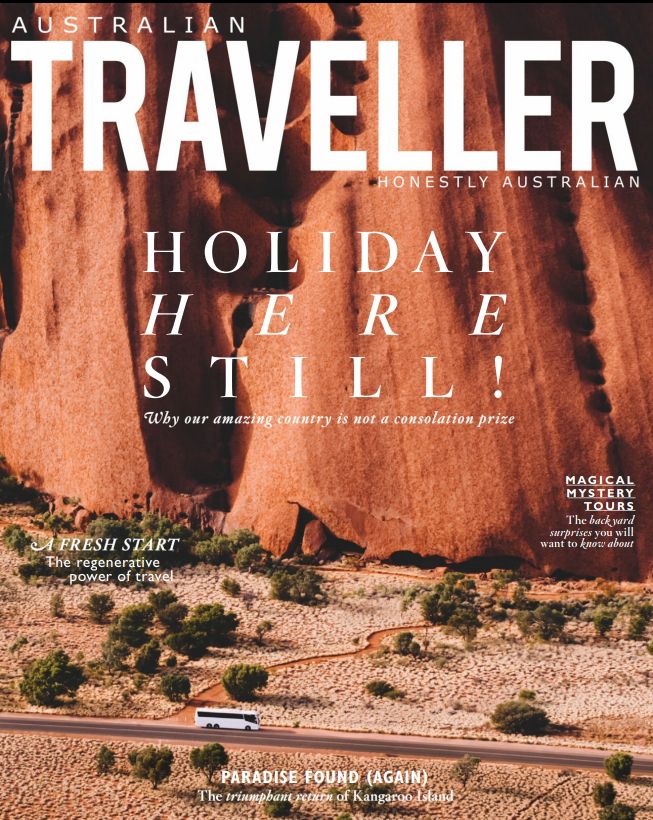 AUSTRALIAN
TRAVELLER
HONESTLY AUSTRALIAN
HOLIDAY
HERE
STILL!
Why our amazing country is not a consolation prize
MAGICAL
MYSTERY
TOURS
The back yard
surprises you will
want to know about
A FRESH START
The regenerative
power of travel
PARADISE FOUND (AGAIN)
The triumphant return of Kangaroo Island